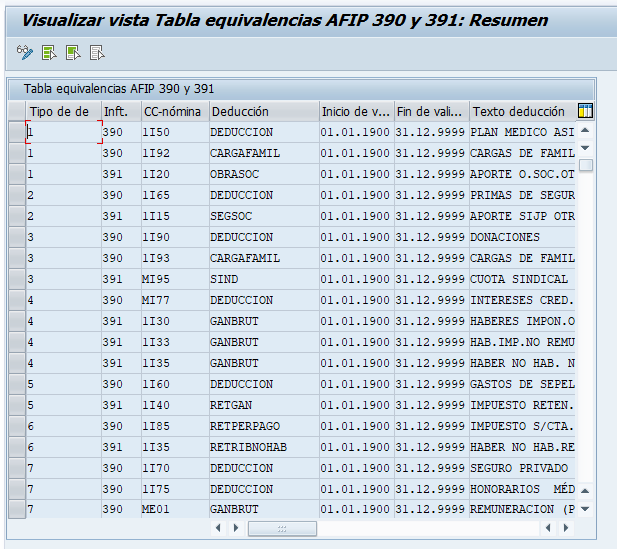 Visualizar vista Tabla equivalencias AFIP 390 y 391: Resumen
Tabla equivalencias AFIP 390 y 391
Tipo de de Inft. CC-nómina Deducción Inicio de v... Fin de vali... Texto deducción
1 390 1I50 DEDUCCION 01.01.1900 31.12.9999 PLAN MEDICO ASI
1 390 1I92 CARGAFAMIL 01.01.1900 31.12.9999 CARGAS DE FAMIL
1 391 1I20 OBRASOC 01.01.1900 31.12.9999 APORTE O.SOC.OT
2 390 1I65 DEDUCCION 01.01.1900 31.12.9999 PRIMAS DE SEGUR
2 391 1I15 SEGSOC 01.01.1900 31.12.9999 APORTE SIJP OTR
3 390 1I90 DEDUCCION 01.01.1900 31.12.9999 DONACIONES
3 390 1I93 CARGAFAMIL 01.01.1900 31.12.9999 CARGAS DE FAMIL
3 391 MI95 SIND 01.01.1900 31.12.9999 CUOTA SINDICAL
4 390 MI77 DEDUCCION 01.01.1900 31.12.9999 INTERESES CRED.
4 391 1I30 GANBRUT 01.01.1900 31.12.9999 HABERES IMPON.O
4 391 1I33 GANBRUT 01.01.1900 31.12.9999 HAB.IMP.NO REMU
4 391 1I35 GANBRUT 01.01.1900 31.12.9999 HABER NO HAB. N
5 390 1I60 DEDUCCION 01.01.1900 31.12.9999 GASTOS DE SEPEL
5 391 1I40 RETGAN 01.01.1900 31.12.9999 IMPUESTO RETEN.
6 390 1I85 RETPERPAGO 01.01.1900 31.12.9999 IMPUESTO S/CTA.
6 391 1I35 RETRIBNOHAB 01.01.1900 31.12.9999 HABER NO HAB.RE
7 390 1I70 DEDUCCION 01.01.1900 31.12.9999 SEGURO PRIVADO
7 390 1I75 DEDUCCION 01.01.1900 31.12.9999 HONORARIOS MÉD
7 390 ME01 GANBRUT 01.01.1900 31.12.9999 REMUNERACION (P